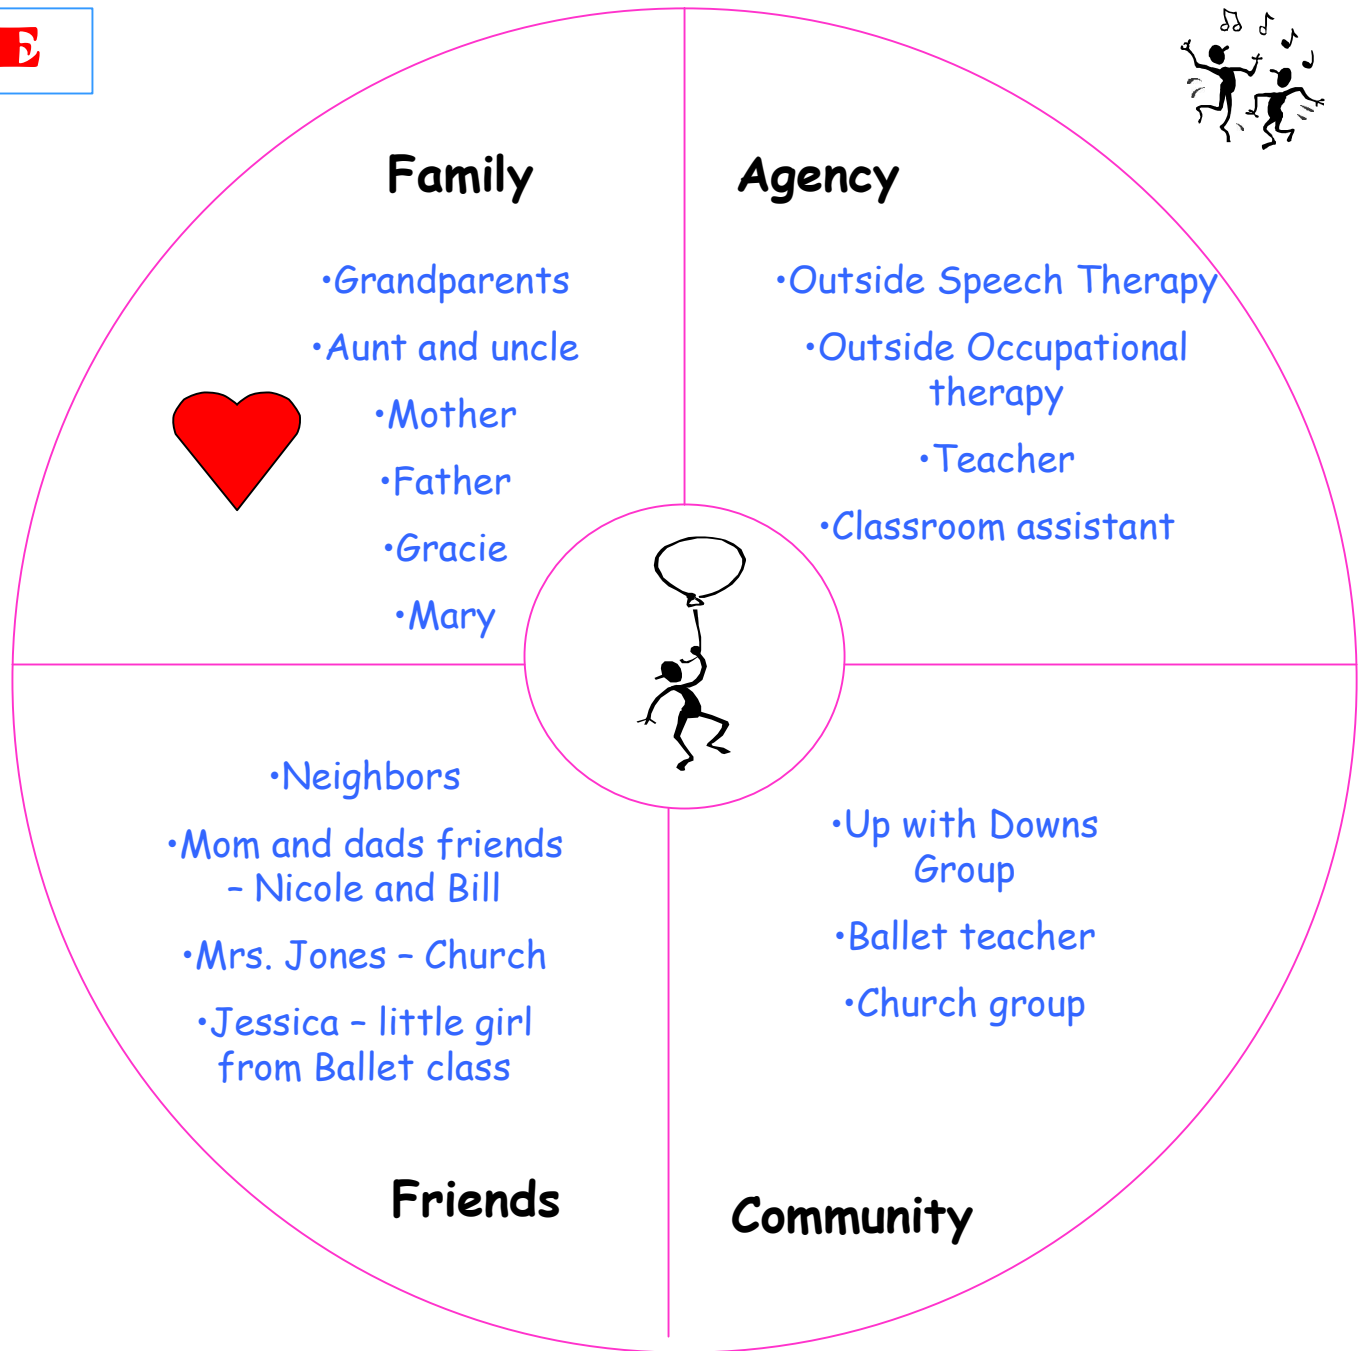 E
Family
•Grandparents
•Aunt and uncle
•Mother
•Father
•Gracie
•Mary
Agency
•Outside Speech Therapy
•Outside Occupational
therapy
•Teacher
•Classroom assistant
•Neighbors
•Mom and dads friends
– Nicole and Bill
•Mrs. Jones – Church
•Jessica – little girl
from Ballet class
Friends
•Up with Downs
Group
•Ballet teacher
•Church group
Community